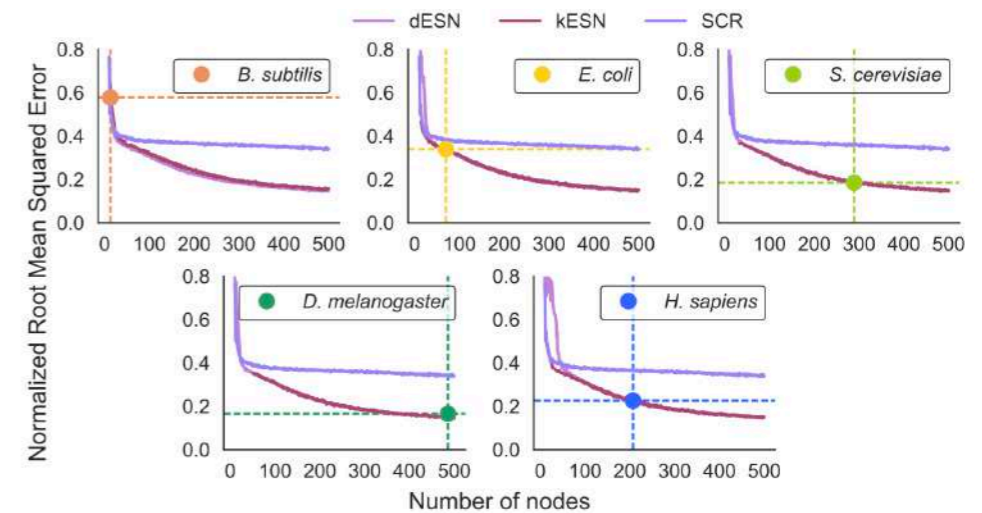 dESN kESN SCR
Normalized Root Mean Squared Error
0.8
0.6
0.4
0.2
0.0
B. subtilis
0 100 200 300 400 500
0.8
0.6
0.4
0.2
0.0
E. coli
0 100 200 300 400 500
0.8
0.6
0.4
0.2
0.0
S. cerevisiae
0 100 200 300 400 500
0.8
0.6
0.4
0.2
0.0
D. melanogaster
0 100 200 300 400 500
0.8
0.6
0.4
0.2
0.0
H. sapiens
0 100 200 300 400 500
Number of nodes